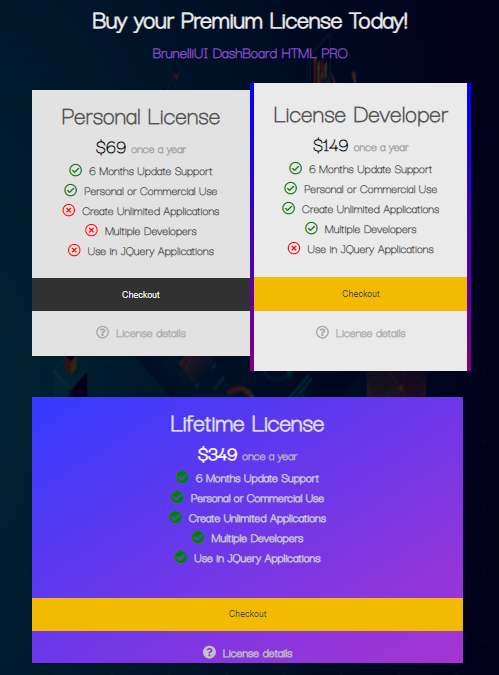 Buy your Premium License Today!
BrunelliUI DashBoard HTML PRO
Personal License
$69 once a year
6 Months Update Support
Personal or Commercial Use
Create Unlimited Applications
Multiple Developers
Use in JQuery Applications
Checkout
License details
License Developer
$149 once a year
6 Months Update Support
Personal or Commercial Use
Create Unlimited Applications
Multiple Developers
Use in JQuery Applications
Checkout
License details
Lifetime License
$349 once a year
6 Months Update Support
Personal or Commercial Use
Create Unlimited Applications
Multiple Developers
Use in JQuery Applications
Checkout
License details